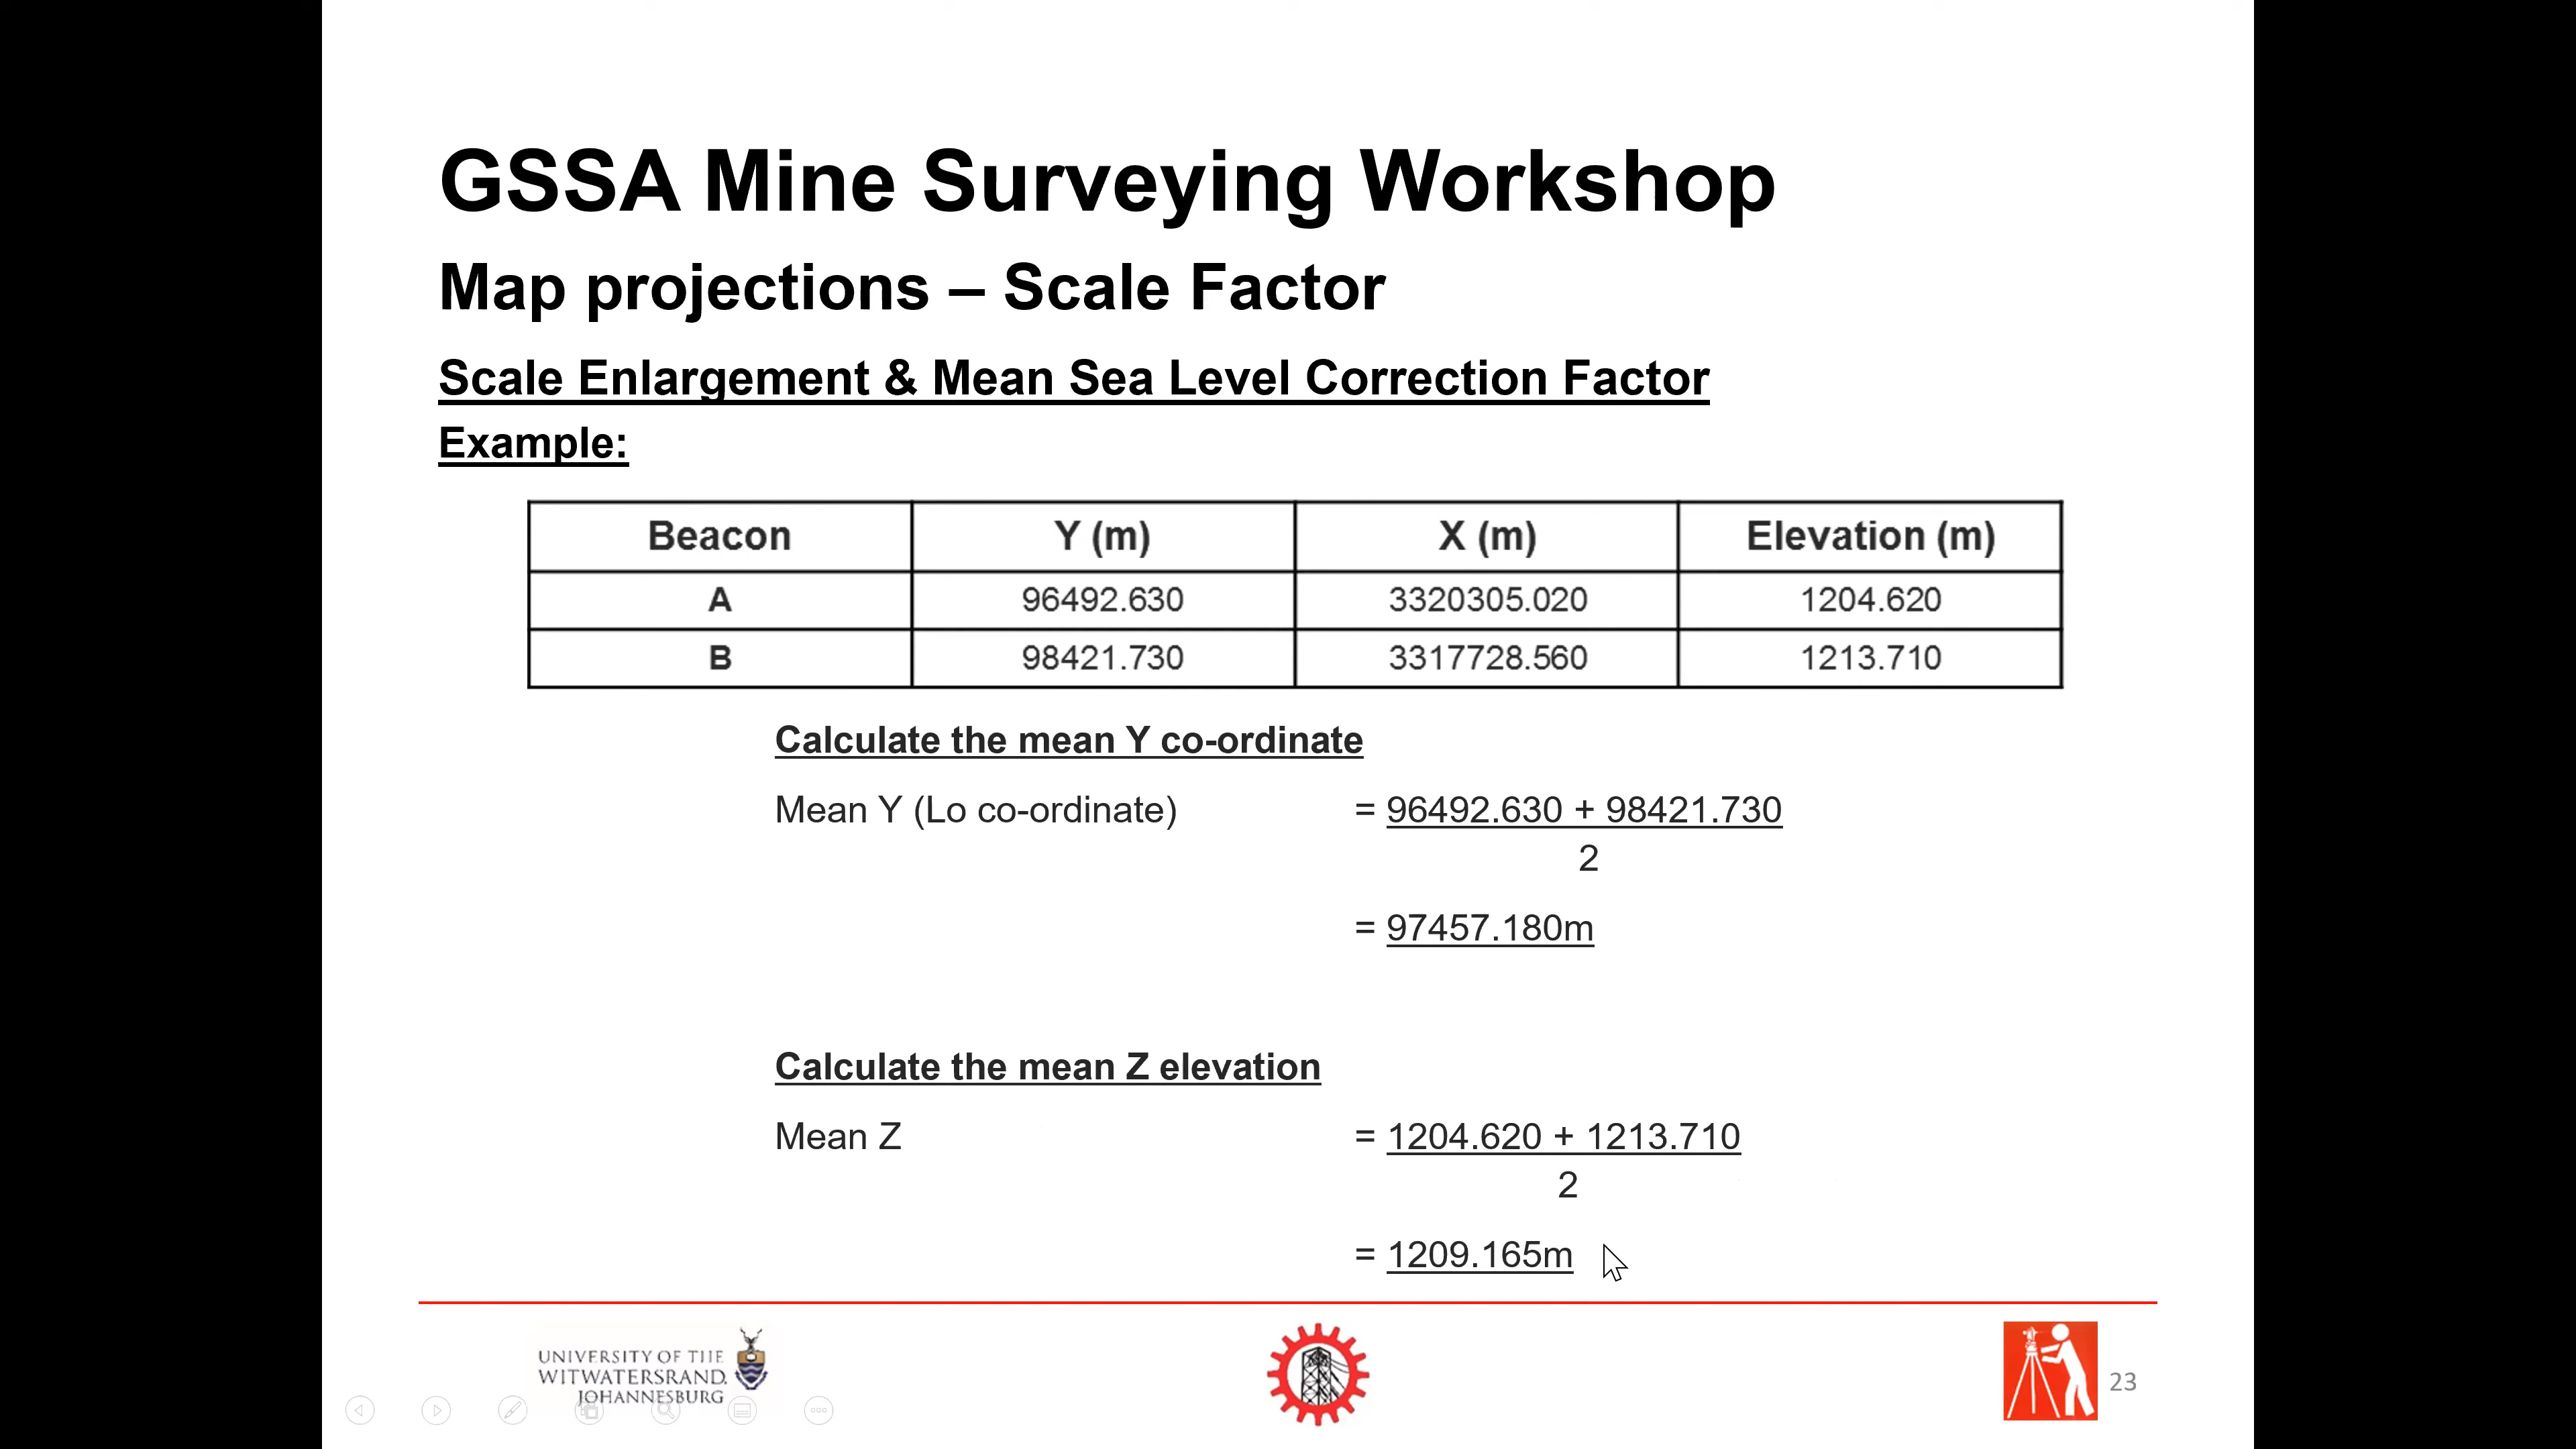 GSSA Mine Surveying Workshop
Map projections – Scale Factor
Scale Enlargement & Mean Sea Level Correction Factor
Example:
Beacon Y (m) X (m) Elevation (m)
A 96492.630 3320305.020 1204.620
B 98421.730 3317728.560 1213.710
Calculate the mean Y co-ordinate
Mean Y (Lo co-ordinate) = 96492.630 + 98421.730
2
= 97457.180m
Calculate the mean Z elevation
Mean Z = 1204.620 + 1213.710
2
= 1209.165m
UNIVERSITY OF THE
WITWATERSRAND,
JOHANNESBURG
23